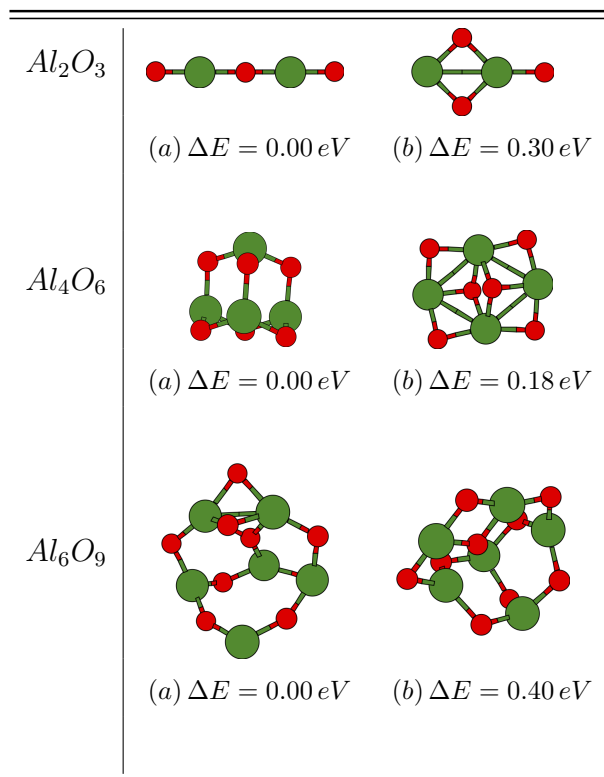 Al₂O₃
(a) ΔE = 0.00 eV (b) ΔE = 0.30 eV
Al₄O₆
(a) ΔE = 0.00 eV (b) ΔE = 0.18 eV
Al₆O₉
(a) ΔE = 0.00 eV (b) ΔE = 0.40 eV